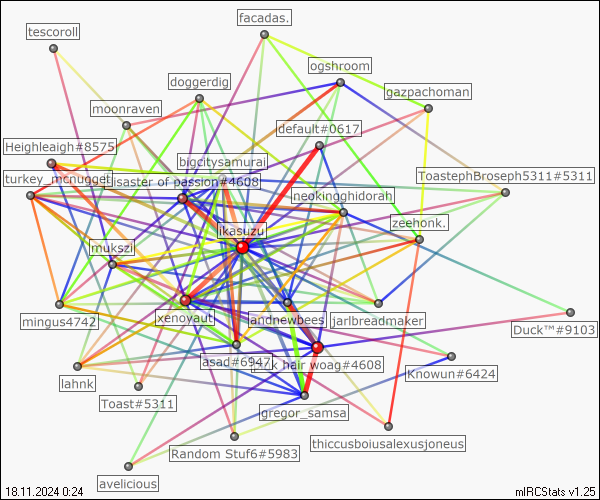 facadas.
tescoroll
ogshroom
doggerdig
gazpachoman
moonraven
default#0617
Heighleaigh#8575
bigcitysamurai
ToastephBroseph5311#5311
turkey_mcnugget
isaster of passion#4608
neokingghidorah
zeehonk.
ikasuzu
mukszi
mingus4742
xenoyaut
andnewbees
jarlbreadmaker
Duck™#9103
asad#6947
hair woag#4608
Knowun#6424
lahnk
Toast#5311
gregor_samsa
thiccusboiusalexusjoneus
Random Stuf6#5983
avelicious
18.11.2024 0:24
mIRCStats v1.25